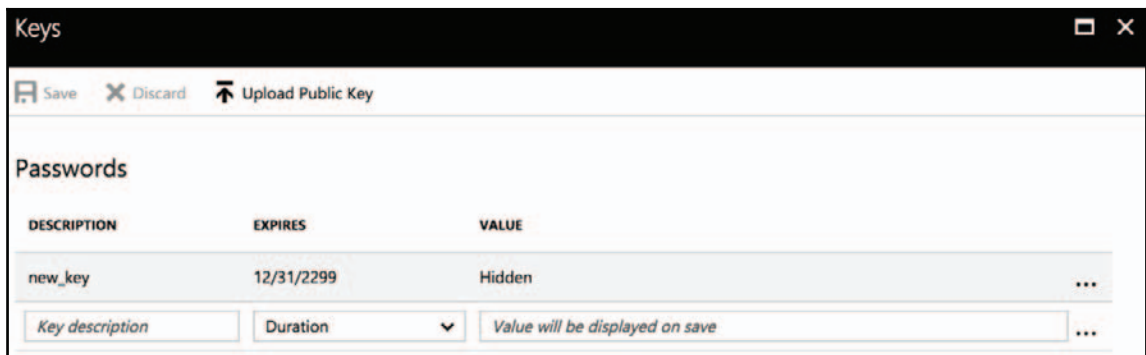 Keys
Save Discard Upload Public Key
Passwords
DESCRIPTION EXPIRES VALUE
new_key 12/31/2299 Hidden ...
Key description Duration Value will be displayed on save ...